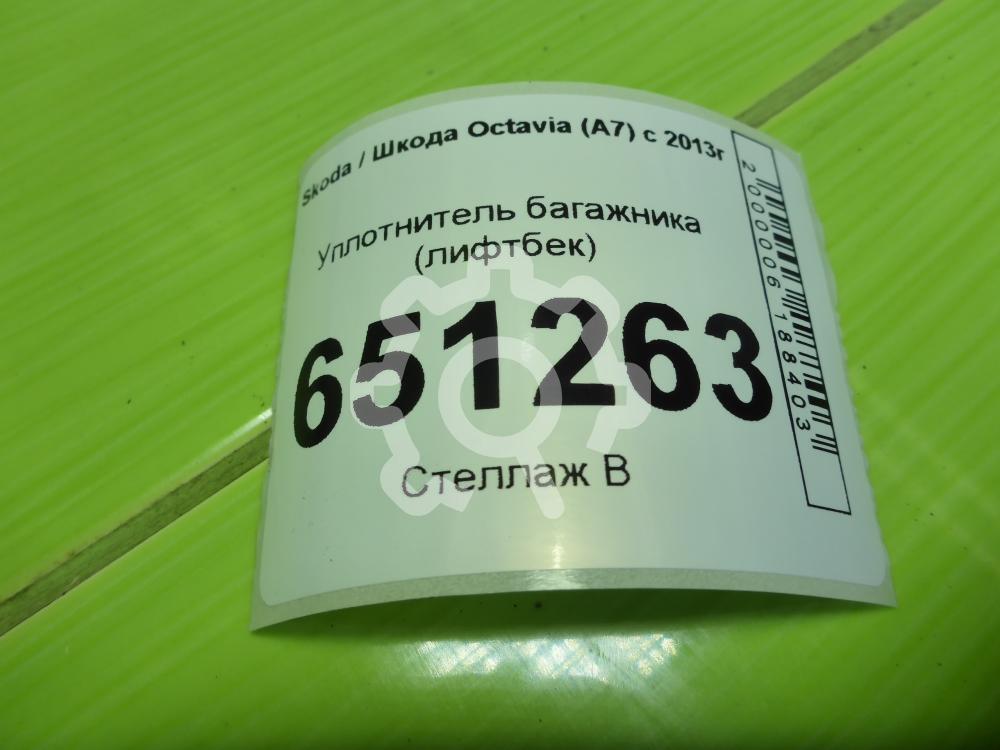 Skoda / Шкода Octavia (A7) с 2013г
Уплотнитель багажника
(лифтбек)
651263
Стеллаж В
2000006188403